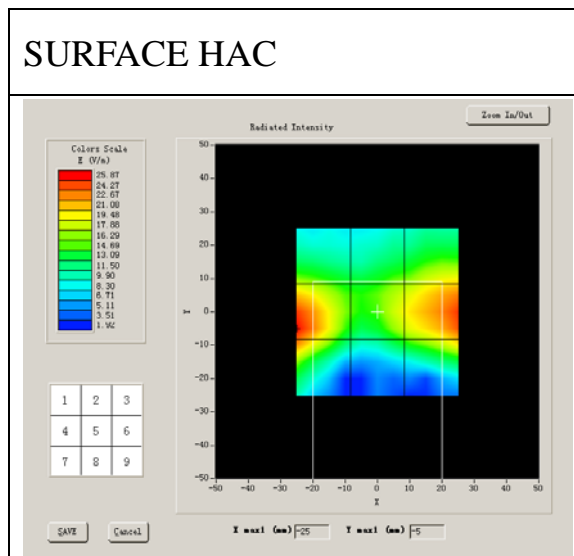 SURFACE HAC
Zoom In/Out
Radiated Intensity
Colors Scale
E (V/m)
25.87
24.27
22.67
21.08
19.48
17.88
16.29
14.69
13.09
11.50
9.90
8.30
6.71
5.11
3.51
1.92
50
40
30
20
10
0
-10
-20
-30
-40
-50
Y
-50 -40 -30 -20 -10 0 10 20 30 40 50
X
1 2 3
4 5 6
7 8 9
SAVE
Cancel
X maxi (mm) -25
Y maxi (mm) -5